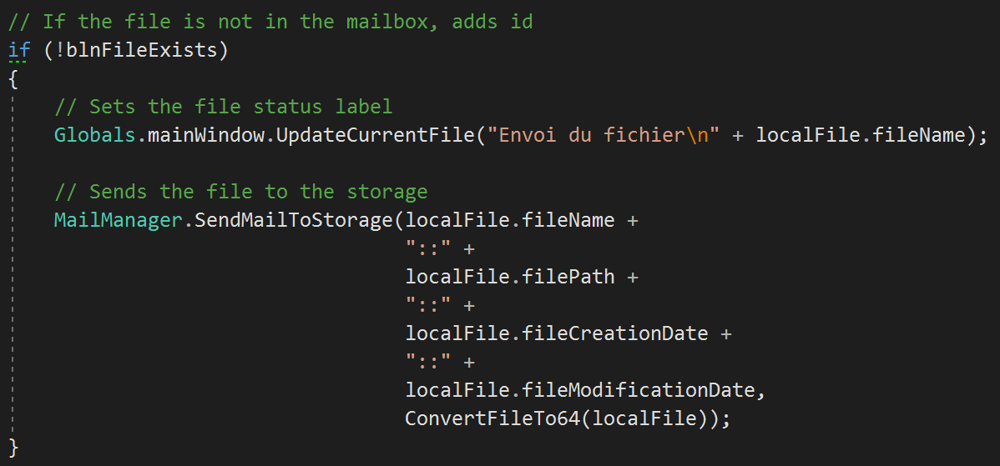 // If the file is not in the mailbox, adds id
if (!blnFileExists)
{
// Sets the file status label
Globals.mainWindow.UpdateCurrentFile("Envoi du fichier\n" + localFile.fileName);
// Sends the file to the storage
MailManager.SendMailToStorage(localFile.fileName +
"::" +
localFile.filePath +
"::" +
localFile.fileCreationDate +
"::" +
localFile.fileModificationDate,
ConvertFileTo64(localFile));
}